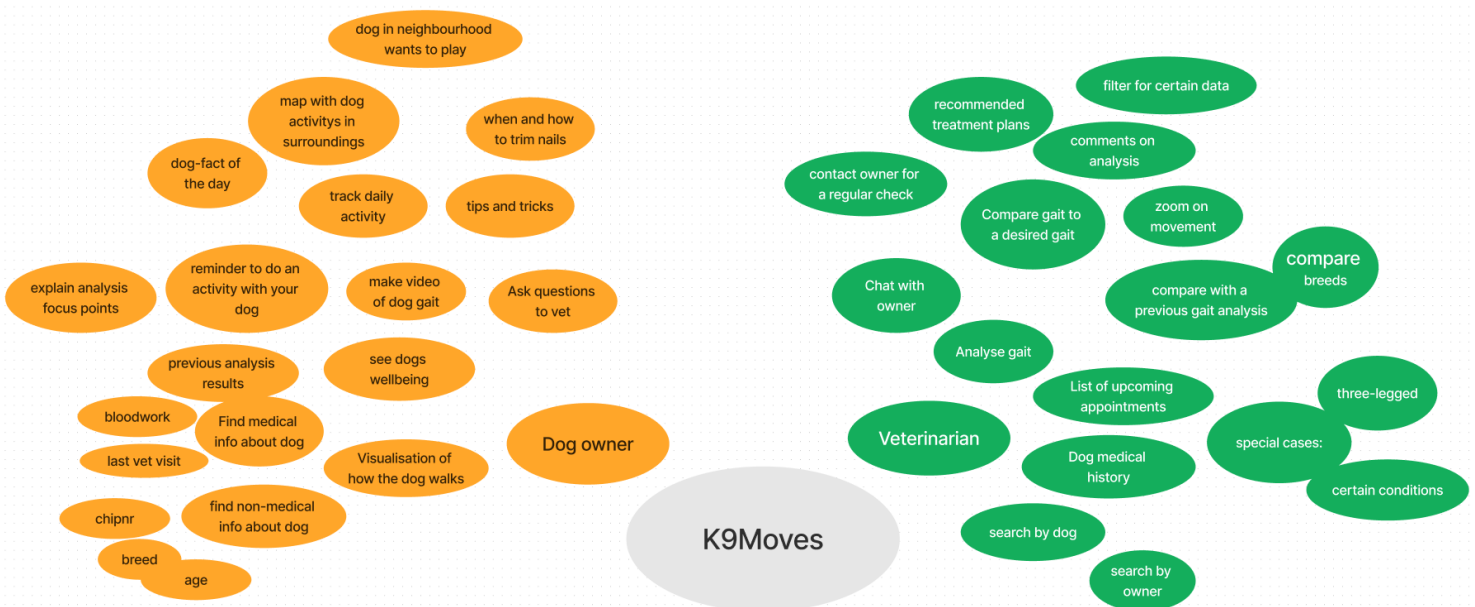 dog in neighbourhood
wants to play
map with dog
activitys in
surroundings
when and how
to trim nails
dog-fact of
the day
track daily
activity
tips and tricks
explain analysis
focus points
reminder to do an
activity with your
dog
make video
of dog gait
Ask questions
to vet
previous analysis
results
see dogs
wellbeing
bloodwork
Find medical
info about dog
last vet visit
Visualisation of
how the dog walks
Dog owner
chipnr
find non-medical
info about dog
breed
age
K9Moves
filter for certain data
recommended
treatment plans
comments on
analysis
contact owner for
a regular check
Compare gait to
a desired gait
zoom on
movement
compare
breeds
Chat with
owner
compare with a
previous gait analysis
Analyse gait
List of upcoming
appointments
three-legged
Veterinarian
special cases:
Dog medical
history
certain conditions
search by dog
search by
owner